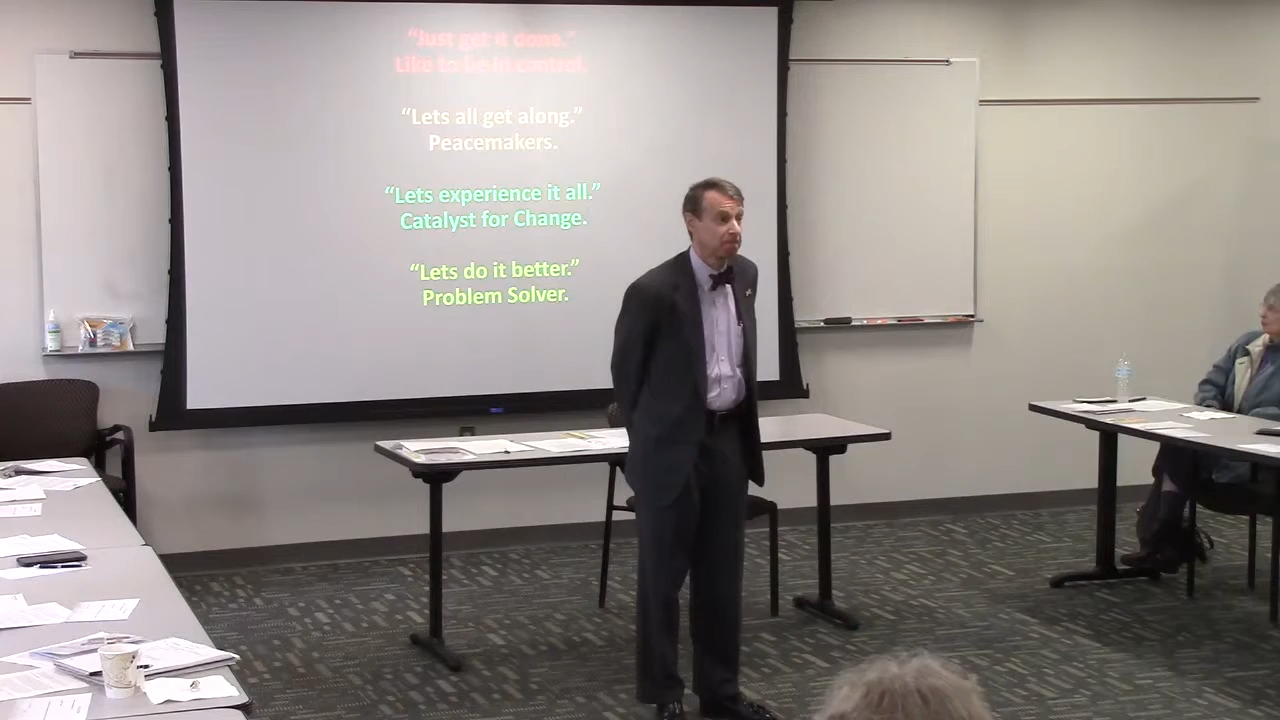 “Just get it done.”
Like to be in control.
“Lets all get along.”
Peacemakers.
“Lets experience it all.”
Catalyst for Change.
“Lets do it better.”
Problem Solver.